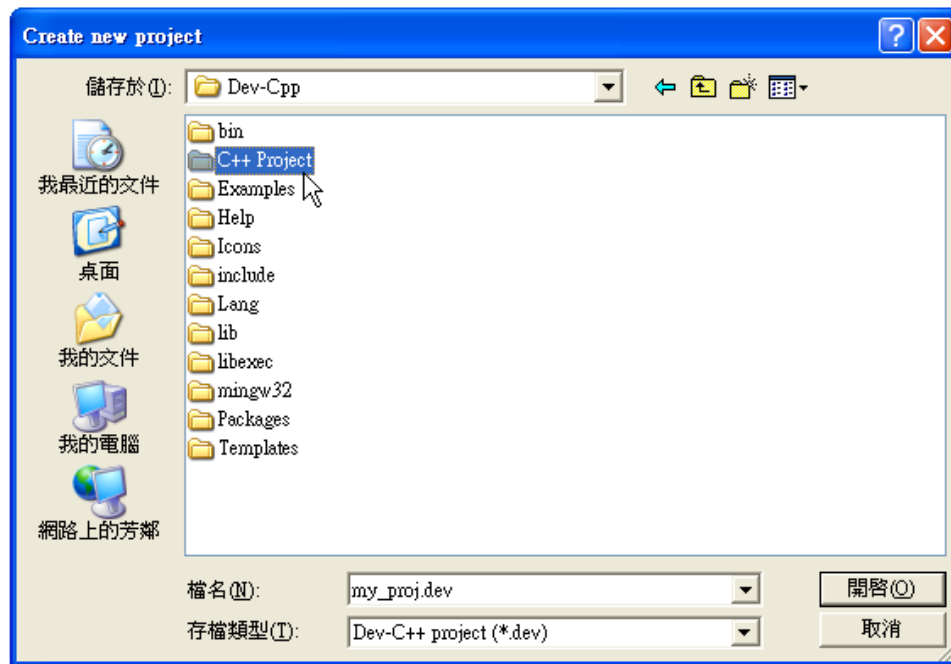 Create new project
儲存於(I):
Dev-Cpp
我最近的文件
桌面
我的文件
我的電腦
網路上的芳鄰
bin
C++ Project
Examples
Help
Icons
include
Lang
lib
libexec
mingw32
Packages
Templates
檔名(N):
my_proj.dev
開啓(O)
存檔類型(T):
Dev-C++ project (*.dev)
取消